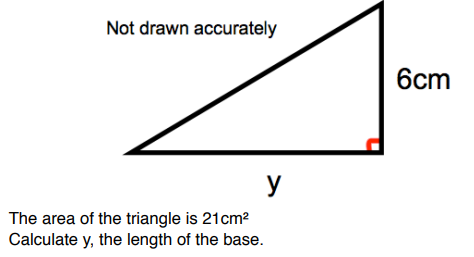 Not drawn accurately
6cm
y
The area of the triangle is 21cm²
Calculate y, the length of the base.